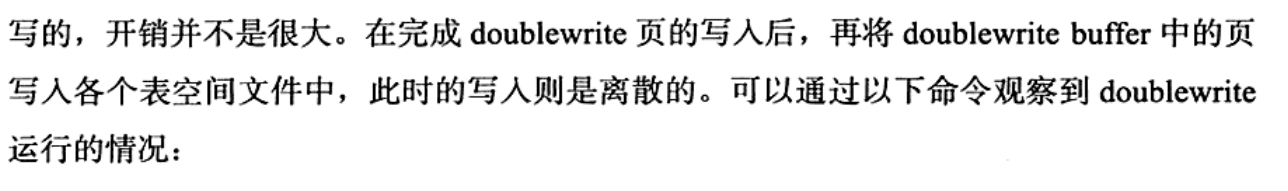 写的，开销并不是很大。在完成 doublewrite 页的写入后，再将 doublewrite buffer 中的页
写入各个表空间文件中，此时的写入则是离散的。可以通过以下命令观察到 doublewrite
运行的情况：